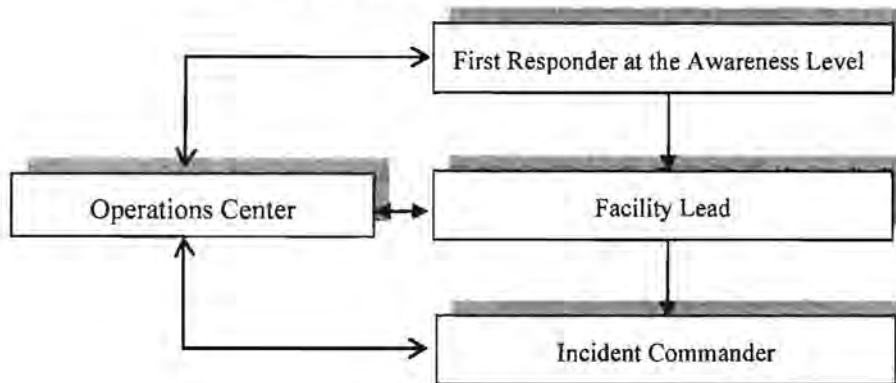 First Responder at the Awareness Level
Operations Center
Facility Lead
Incident Commander